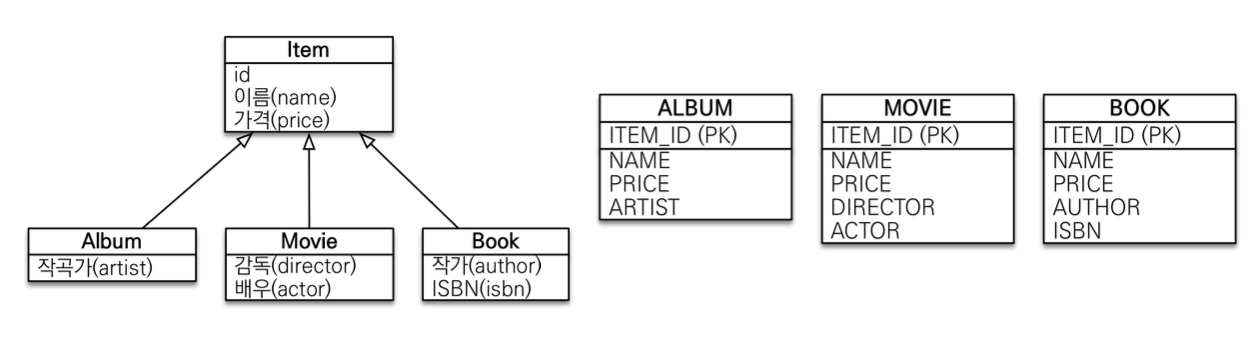 Item
id
이름(name)
가격(price)
Album
작곡가(artist)
Movie
감독(director)
배우(actor)
Book
작가(author)
ISBN(isbn)
ALBUM
ITEM_ID (PK)
NAME
PRICE
ARTIST
MOVIE
ITEM_ID (PK)
NAME
PRICE
DIRECTOR
ACTOR
BOOK
ITEM_ID (PK)
NAME
PRICE
AUTHOR
ISBN